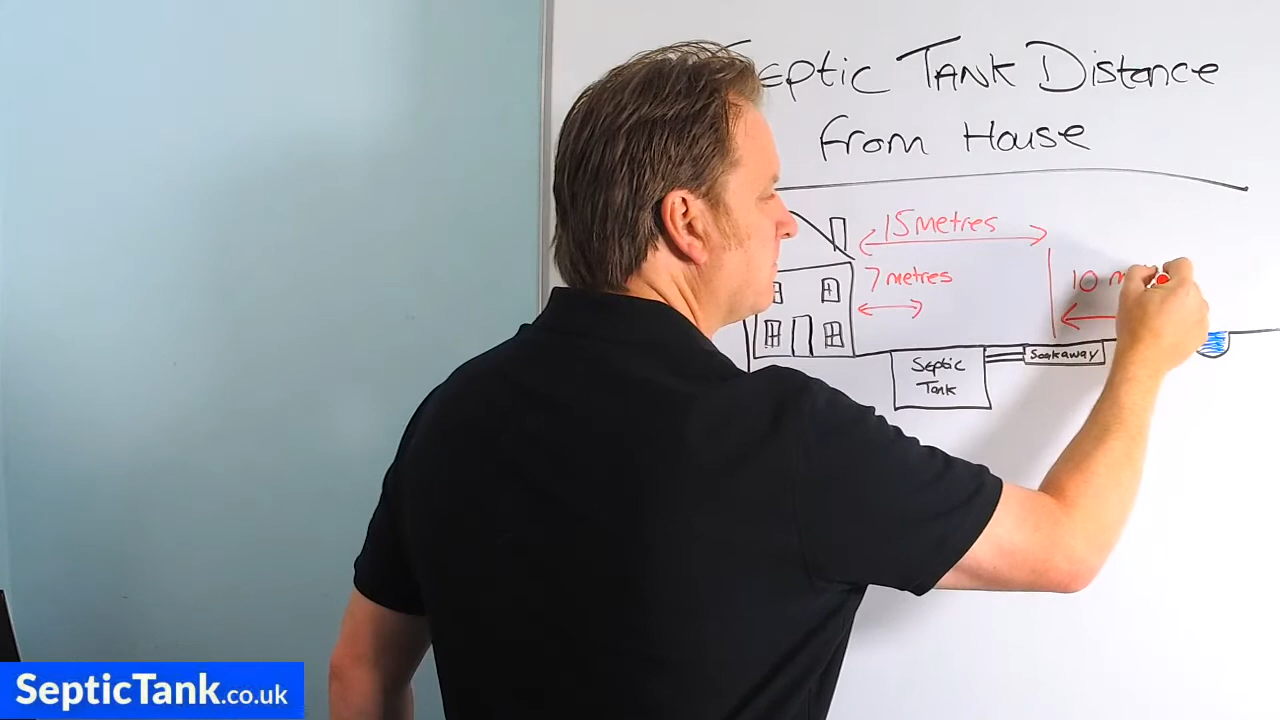 Septic Tank Distance
From House
15 Metres
7 metres
10 m
Septic
Tank
Soakaway
SepticTank.co.uk